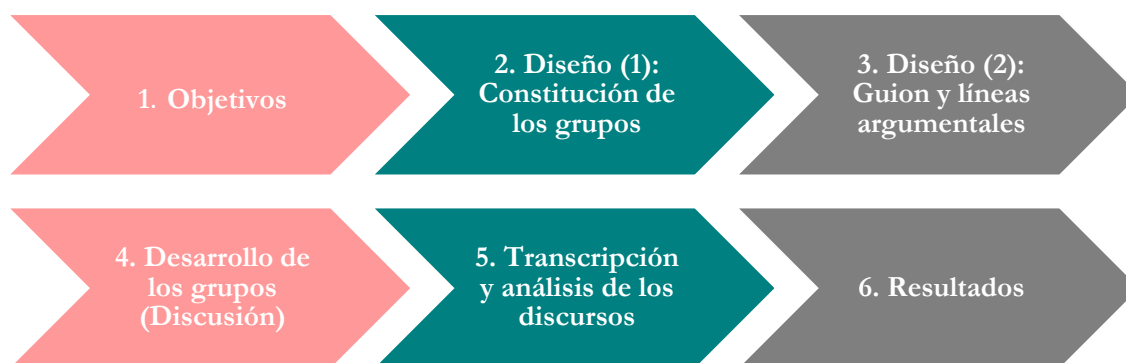 1. Objetivos
2. Diseño (1):
Constitución de
los grupos
3. Diseño (2):
Guion y líneas
argumentales
4. Desarrollo de
los grupos
(Discusión)
5. Transcripción
y análisis de los
discursos
6. Resultados